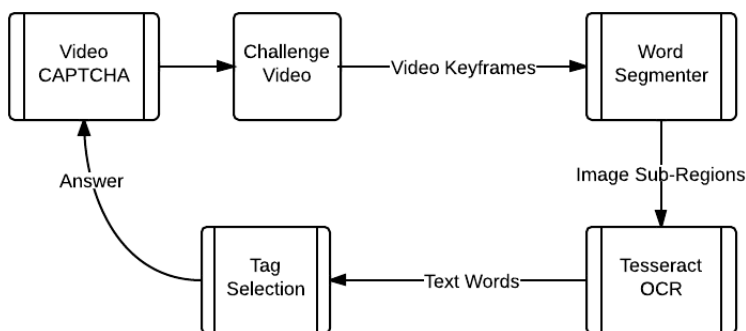 Video
CAPTCHA
Challenge
Video
Video Keyframes
Word
Segmenter
Image Sub-Regions
Tesseract
OCR
Text Words
Tag
Selection
Answer